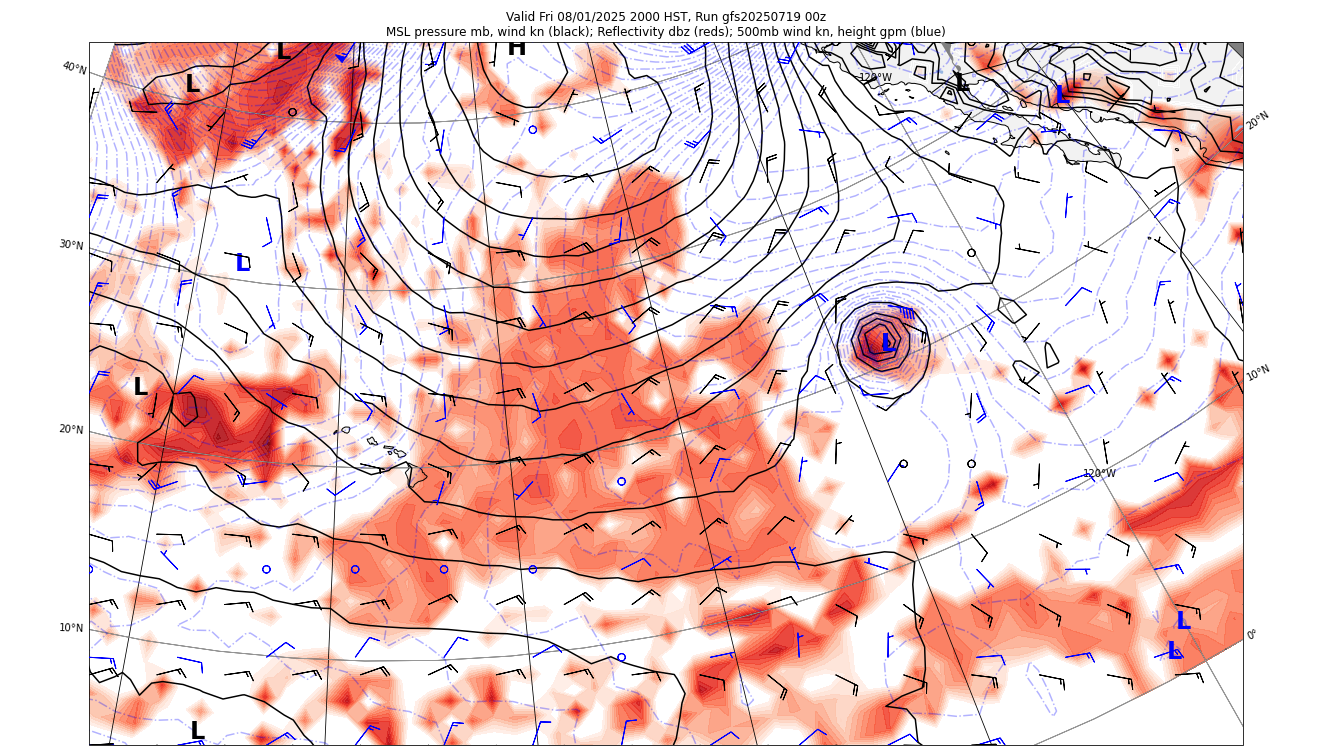 Valid Fri 08/01/2025 2000 HST, Run gfs20250719 00z
MSL pressure mb, wind kn (black); Reflectivity dbz (reds); 500mb wind kn, height gpm (blue)
L H
40°N L 120°W L L
20°N
30°N L
L
10°N
L
20°N
120°W
10°N L
0°
L
L